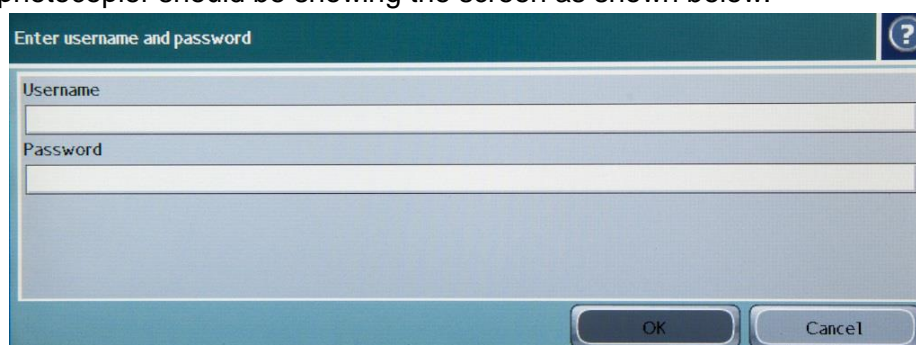 photocopier should be showing the screen as shown below.
Enter username and password
?
Username
Password
OK
Cancel